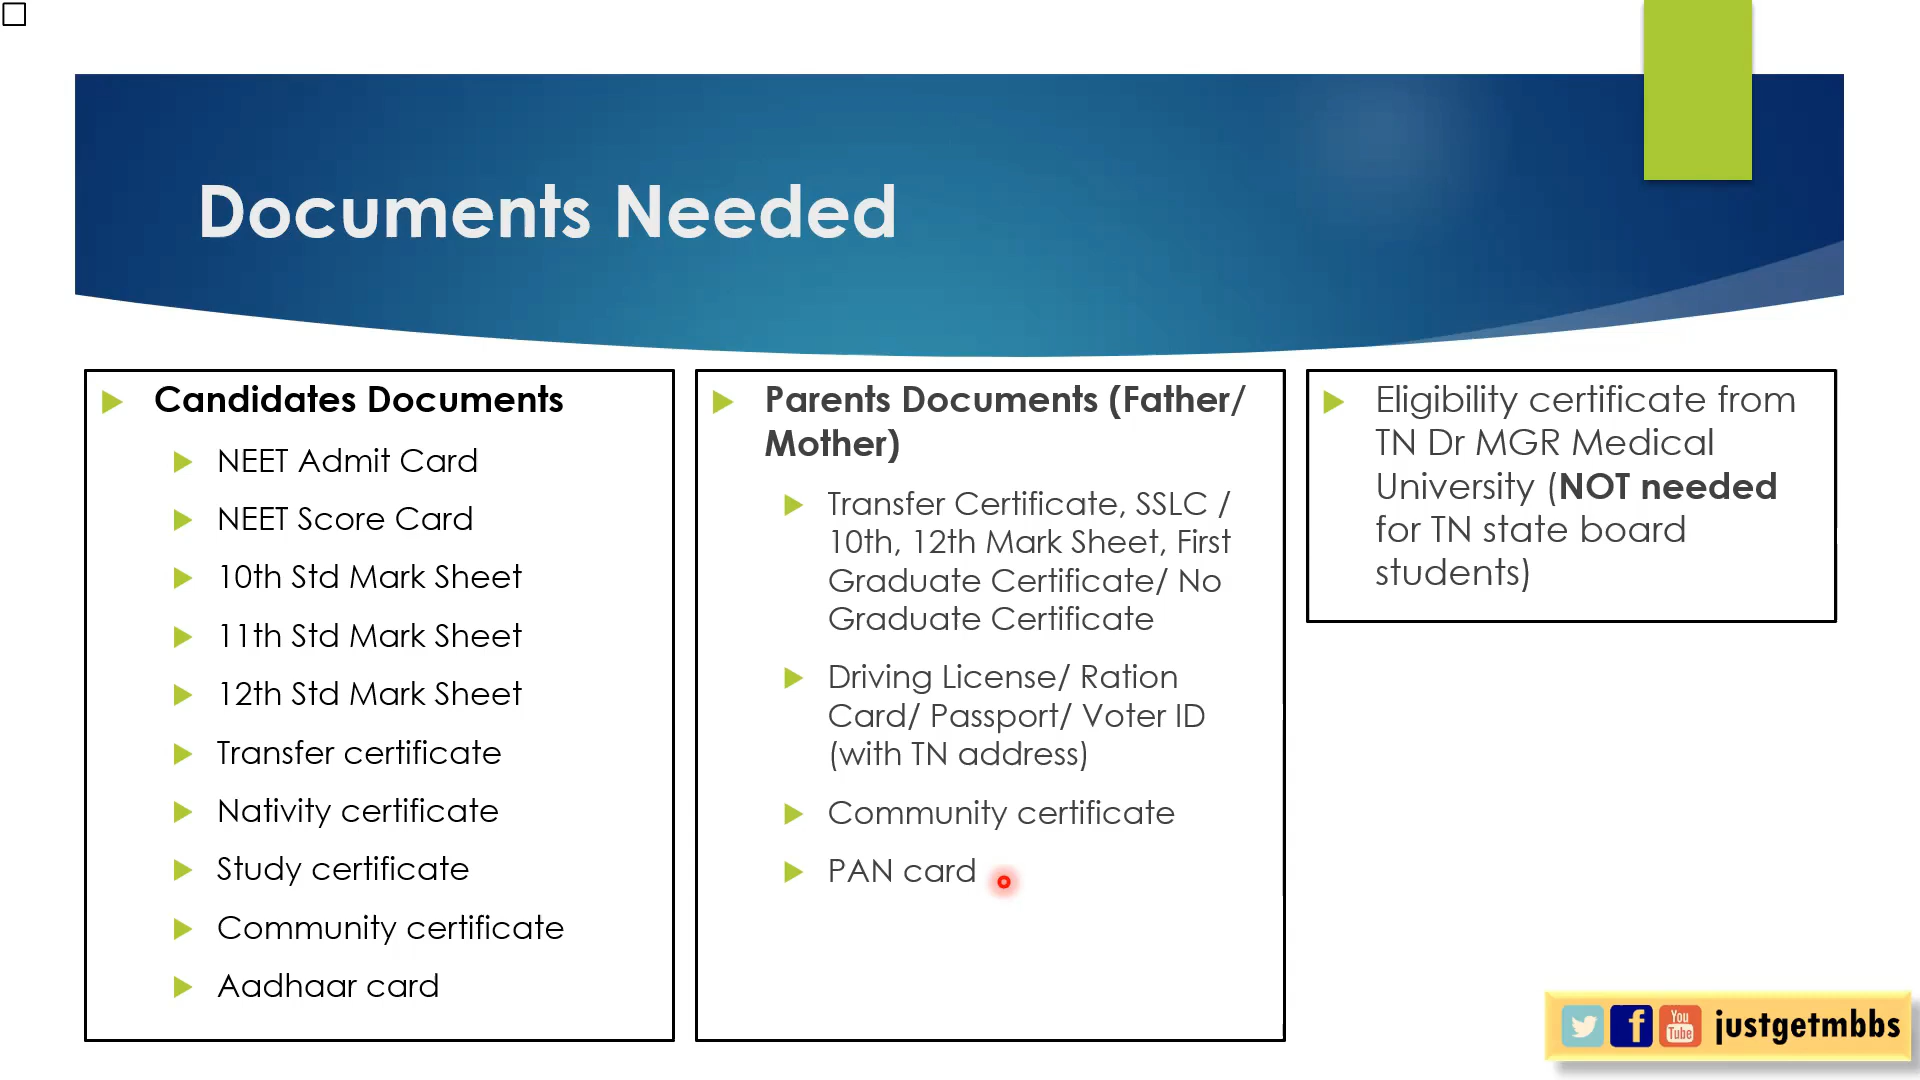 Documents Needed
Candidates Documents
NEET Admit Card
NEET Score Card
10th Std Mark Sheet
11th Std Mark Sheet
12th Std Mark Sheet
Transfer certificate
Nativity certificate
Study certificate
Community certificate
Aadhaar card
Parents Documents (Father/
Mother)
Transfer Certificate, SSLC /
10th, 12th Mark Sheet, First
Graduate Certificate/ No
Graduate Certificate
Driving License/ Ration
Card/ Passport/ Voter ID
(with TN address)
Community certificate
PAN card
Eligibility certificate from
TN Dr MGR Medical
University (NOT needed
for TN state board
students)
You
Tube
justgetmbbs